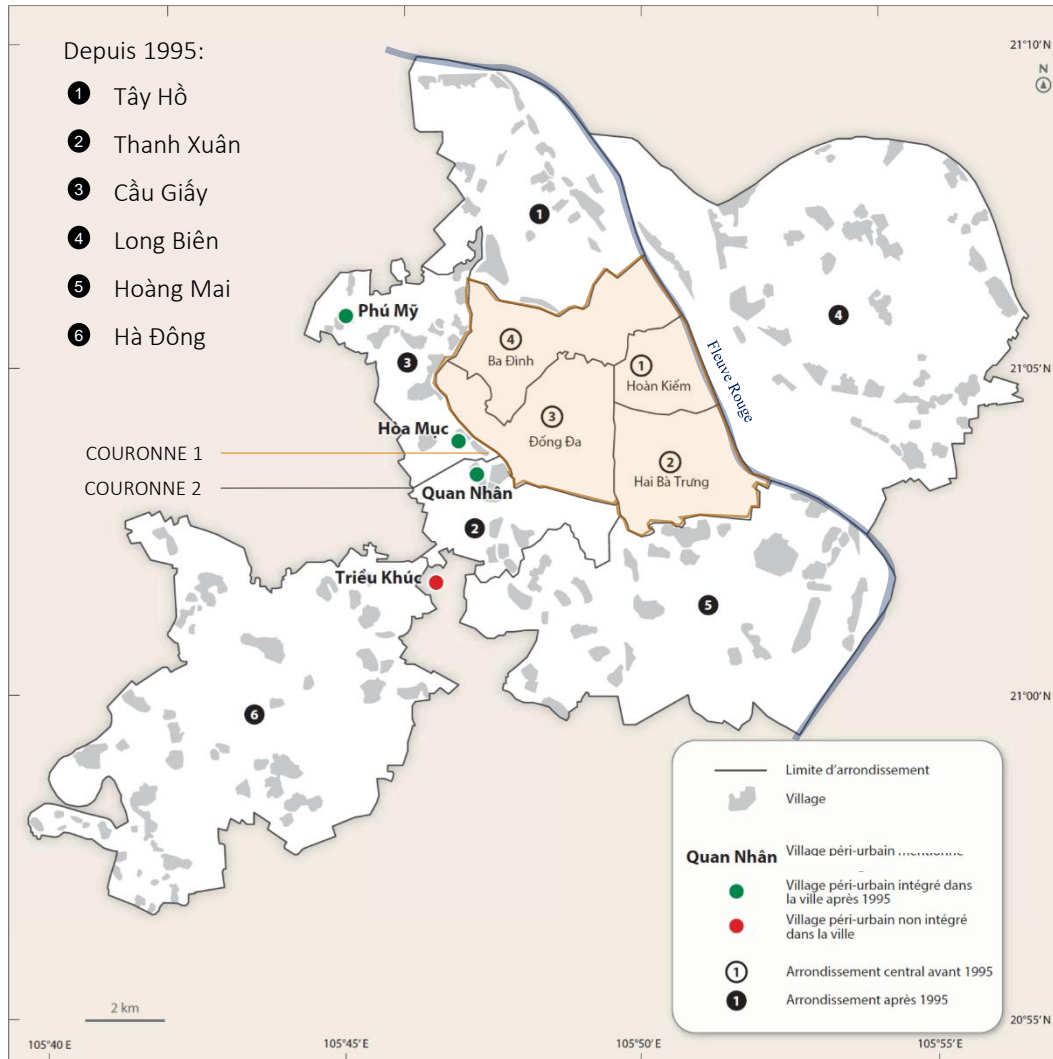 Depuis 1995:
1 Tây Hồ
2 Thanh Xuân
3 Cầu Giấy
4 Long Biên
5 Hoàng Mai
6 Hà Đông
21°10'N
N
1
4
Phú Mỹ
3
4
Ba Đình
1
Hoàn Kiếm
Fleuve Rouge
21°05'N
Hòa Mục
3
Đống Đa
COURONNE 1
2
Hai Bà Trưng
COURONNE 2
Quan Nhân
2
Triều Khúc
5
6
21°00'N
Limite d'arrondissement
Village
Quan Nhân Village péri-urbain
Village péri-urbain intégré dans
la ville après 1995
Village péri-urbain non intégré
dans la ville
1 Arrondissement central avant 1995
1 Arrondissement après 1995
2 km
20°55'N
105°40 E
105°45'E
105°50'E
105°55'E